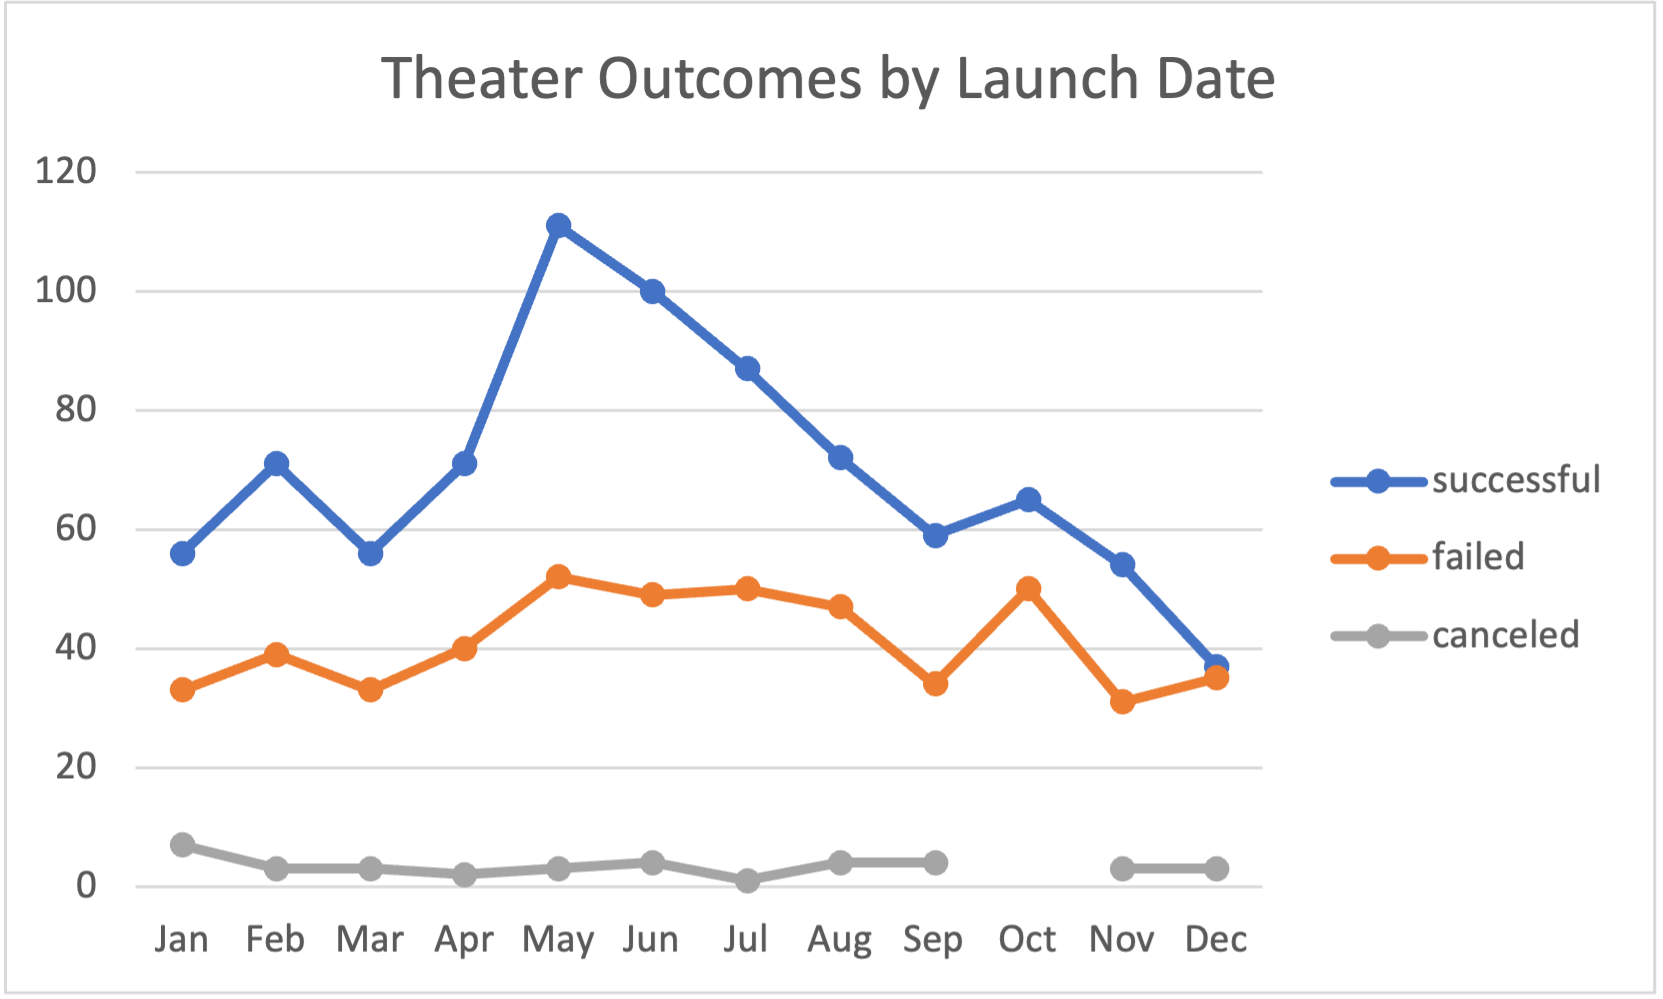 Theater Outcomes by Launch Date
120
100
80
60
40
20
0
Jan Feb Mar Apr May Jun Jul Aug Sep Oct Nov Dec
successful
failed
canceled